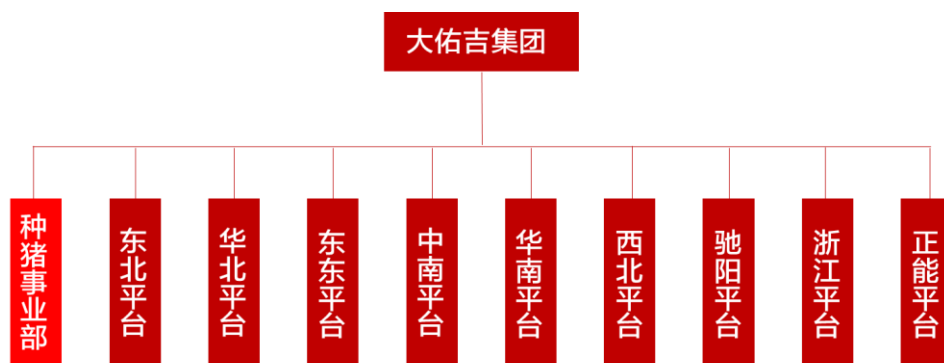 大佑吉集团
种猪事业部
东北平台
华北平台
东东平台
中南平台
华南平台
西北平台
驰阳平台
浙江平台
正能平台